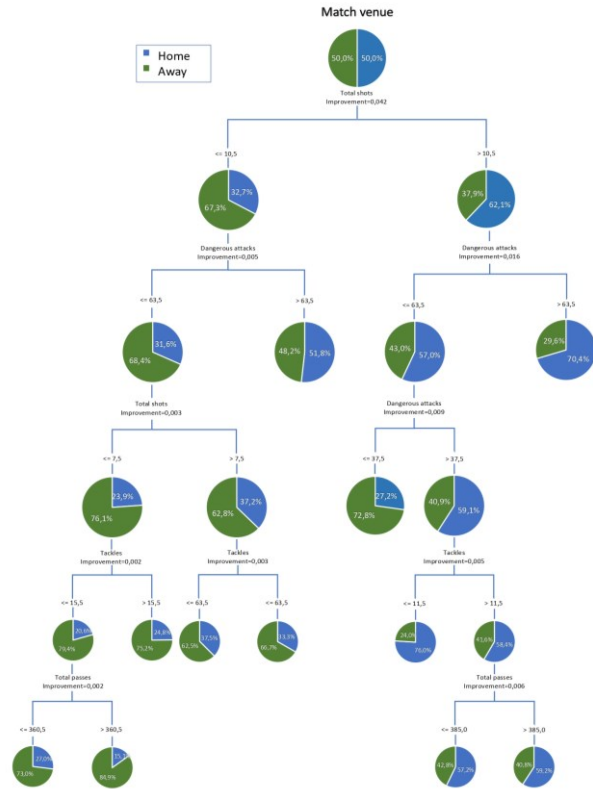 Match venue
Home
Away
50,0% 50,0%
Total shots
Improvement=0,042
<= 10,5
> 10,5
32,7%
67,3%
37,9%
62,1%
Dangerous attacks
Improvement=0,005
Dangerous attacks
Improvement=0,016
<= 63,5
> 63,5
<= 63,5
> 63,5
31,6%
68,4%
48,2% 51,8%
43,0% 57,0%
29,6%
70,4%
Total shots
Improvement=0,003
Dangerous attacks
Improvement=0,009
<= 7,5
> 7,5
<= 37,5
> 37,5
23,9%
76,1%
37,2%
62,8%
27,2%
72,8%
40,9%
59,1%
Tackles
Improvement=0,002
Tackles
Improvement=0,003
Tackles
Improvement=0,005
<= 15,5
> 15,5
<= 63,5
<= 63,5
<= 11,5
> 11,5
20,6%
79,4%
24,8%
75,2%
37,5%
62,5%
33,3%
66,7%
24,0%
76,0%
41,6%
58,4%
Total passes
Improvement=0,002
Total passes
Improvement=0,006
<= 360,5
> 360,5
<= 385,0
> 385,0
27,0%
73,0%
15,1%
84,9%
42,8%
57,2%
40,8%
59,2%